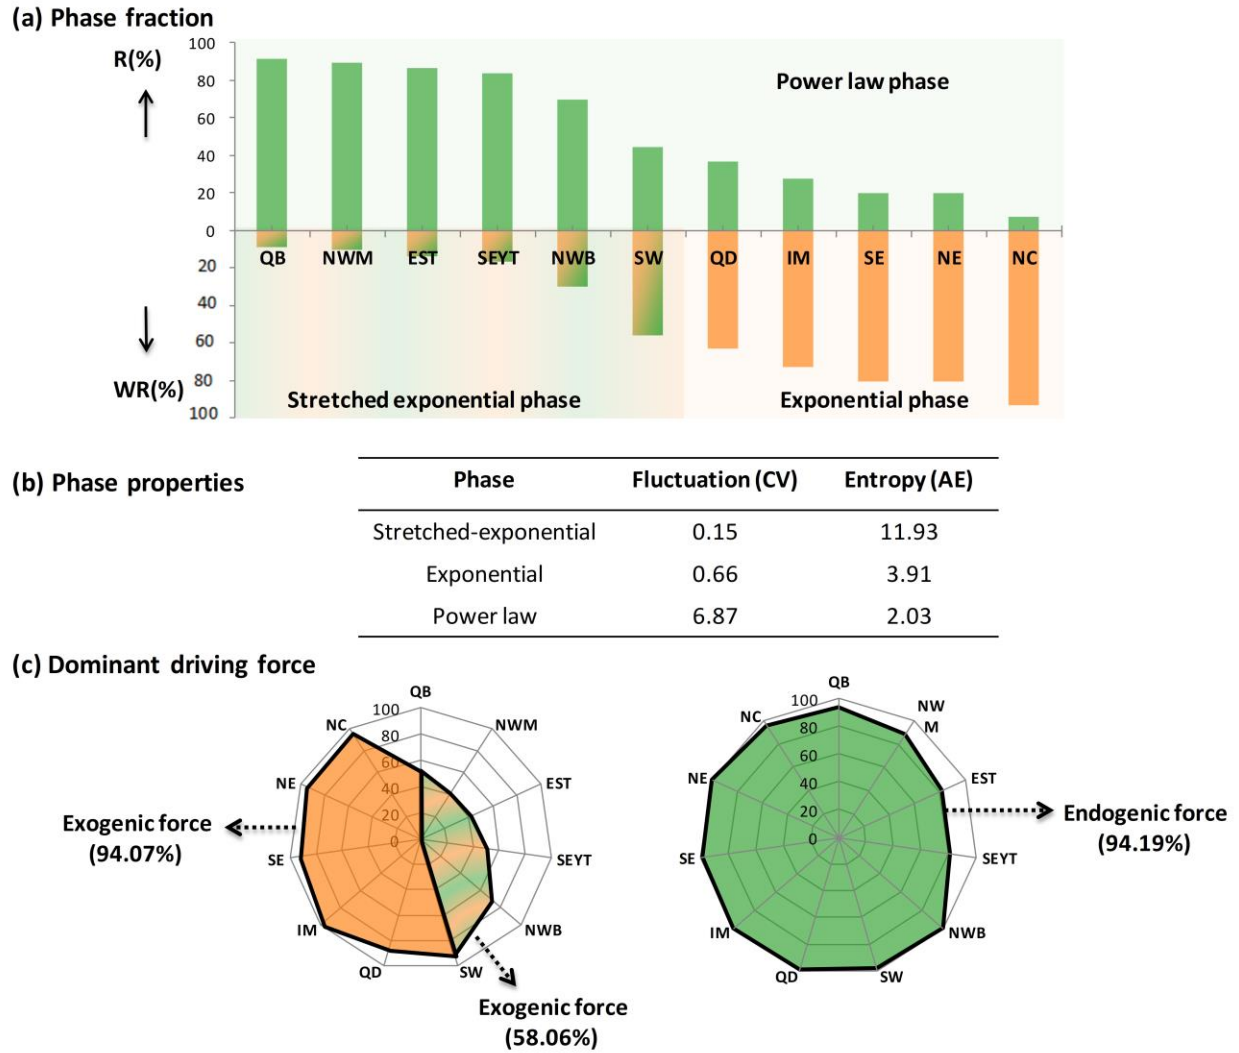 (a) Phase fraction
R(%)
100
80
60
40
20
0
20
40
60
80
100
WR(%)
Power law phase
QB NWM EST SEYT NWB SW QD IM SE NE NC
Stretched exponential phase
Exponential phase
(b) Phase properties
Phase Fluctuation (CV) Entropy (AE)
Stretched-exponential 0.15 11.93
Exponential 0.66 3.91
Power law 6.87 2.03
(c) Dominant driving force
QB
NWM
EST
SEYT
NWB
SW
QD
IM
SE
NE
NC
100
80
60
40
20
0
Exogenic force
(94.07%)
Exogenic force
(58.06%)
QB
NW
M
EST
SEYT
NWB
SW
QD
IM
SE
NE
NC
100
80
60
40
20
0
Endogenic force
(94.19%)